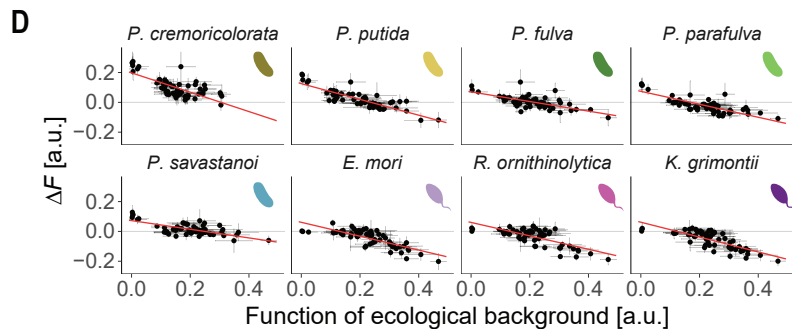 D
P. cremoricolorata P. putida P. fulva P. parafulva
0.2
0.0
−0.2
P. savastanoi E. mori R. ornithinolytica K. grimontii
0.2
0.0
−0.2
ΔF [a.u.]
0.0 0.2 0.4 0.0 0.2 0.4 0.0 0.2 0.4 0.0 0.2 0.4
Function of ecological background [a.u.]